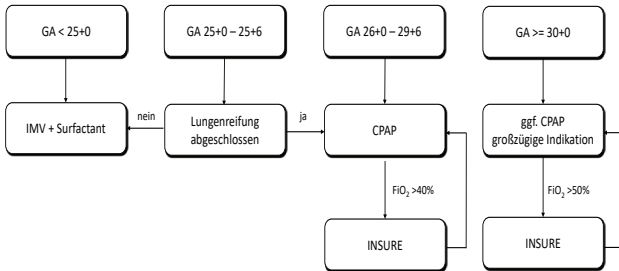 GA < 25+0
GA 25+0 – 25+6
GA 26+0 – 29+6
GA >= 30+0
IMV + Surfactant
nein
Lungenreifung
abgeschlossen
ja
CPAP
ggf. CPAP
großzügige Indikation
FiO₂ >40%
FiO₂ >50%
INSURE
INSURE